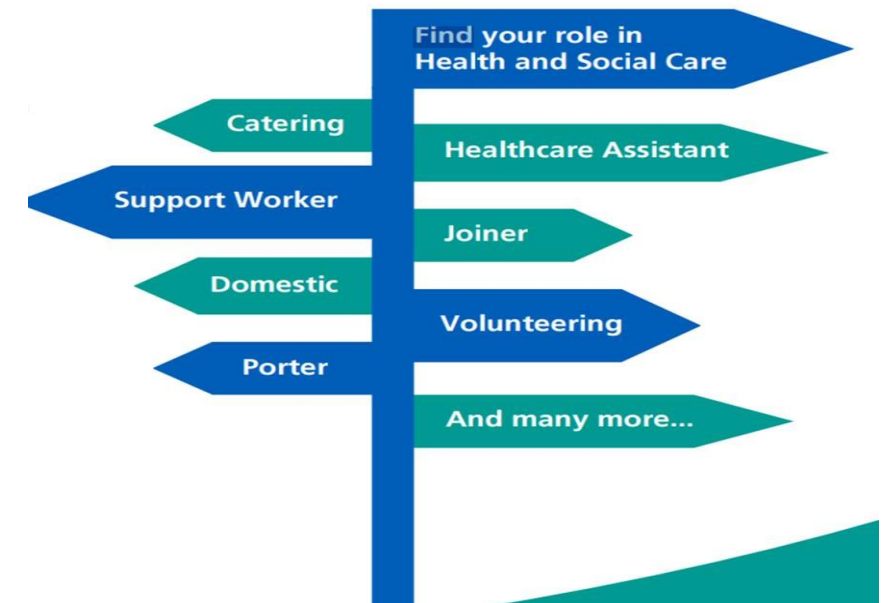 Find your role in
Health and Social Care
Catering
Healthcare Assistant
Support Worker
Joiner
Domestic
Volunteering
Porter
And many more...